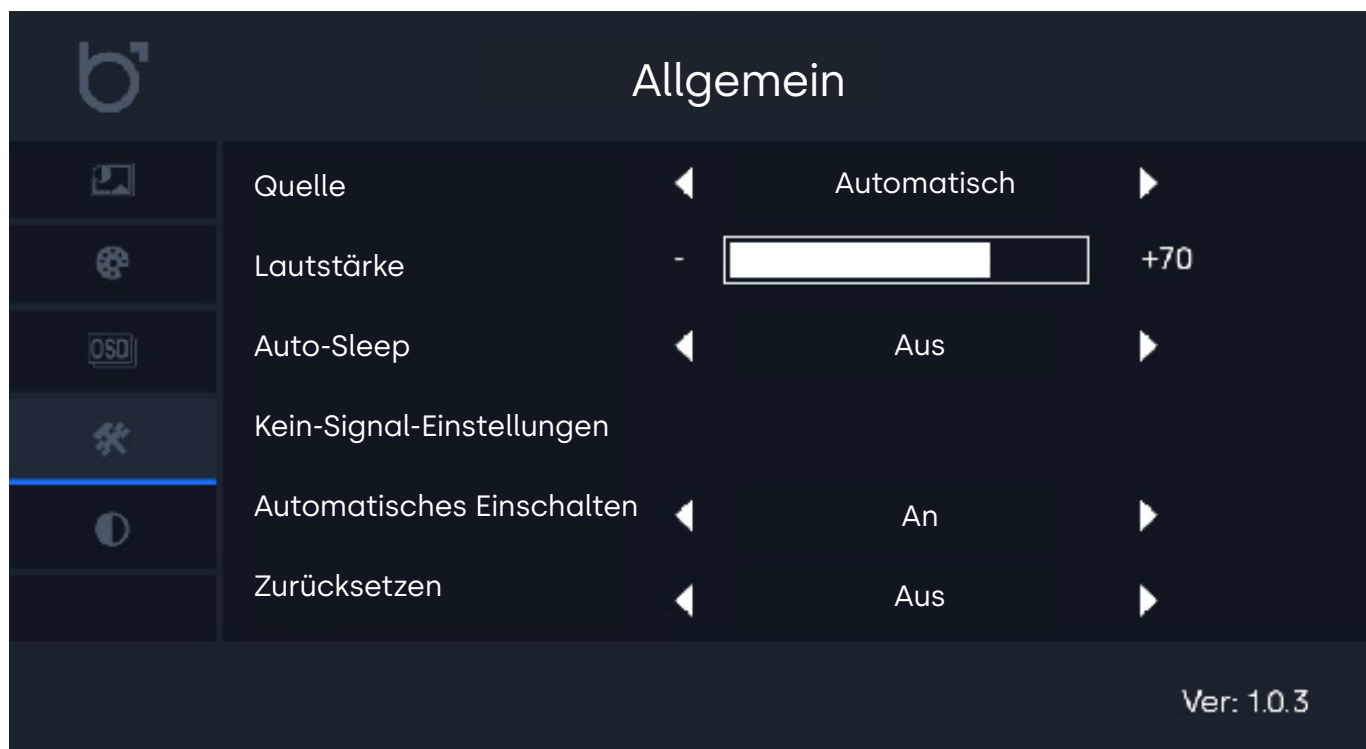 b
Allgemein
Quelle Automatisch
Lautstärke - +70
OSD Auto-Sleep Aus
Kein-Signal-Einstellungen
Automatisches Einschalten An
Zurücksetzen Aus
Ver: 1.0.3